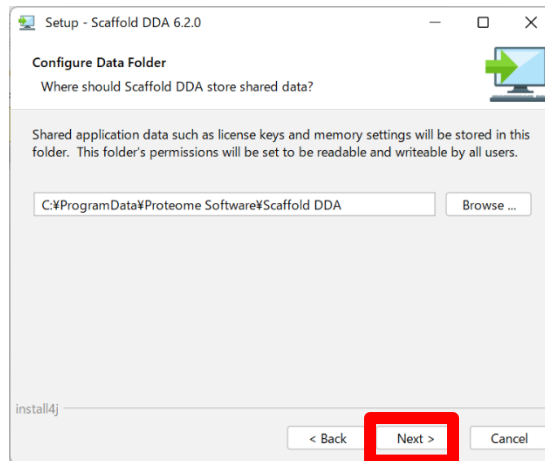 Setup - Scaffold DDA 6.2.0
Configure Data Folder
Where should Scaffold DDA store shared data?
Shared application data such as license keys and memory settings will be stored in this
folder. This folder's permissions will be set to be readable and writeable by all users.
C:¥ProgramData¥Proteome Software¥Scaffold DDA
Browse ...
install4j
< Back
Next >
Cancel